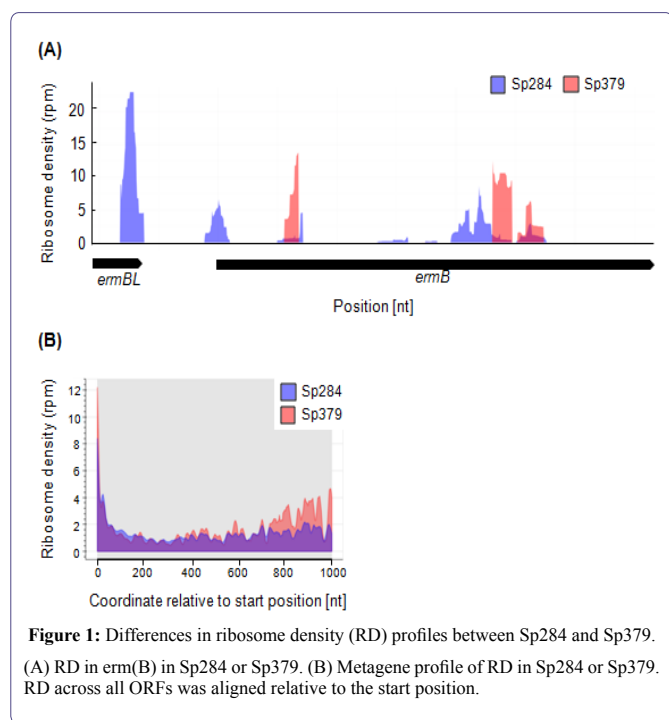 (A)
Sp284 Sp379
Ribosome density (rpm)
20
15
10
5
0
ermBL
ermB
Position [nt]
(B)
Sp284
Sp379
Ribosome density (rpm)
12
10
8
6
4
2
0
0 200 400 600 800 1000
Coordinate relative to start position [nt]
Figure 1: Differences in ribosome density (RD) profiles between Sp284 and Sp379.
(A) RD in erm(B) in Sp284 or Sp379. (B) Metagene profile of RD in Sp284 or Sp379.
RD across all ORFs was aligned relative to the start position.